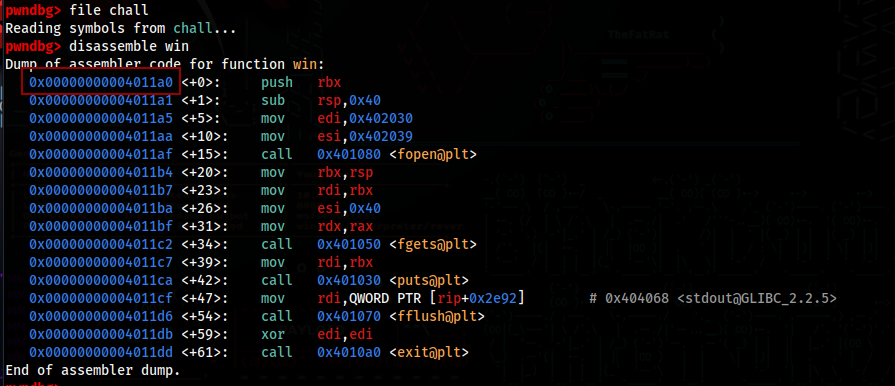 pwndbg> file chall
Reading symbols from chall...
pwndbg> disassemble win
Dump of assembler code for function win:
0x00000000004011a0 <+0>: push rbx
0x00000000004011a1 <+1>: sub rsp,0x40
0x00000000004011a5 <+5>: mov edi,0x402030
0x00000000004011aa <+10>: mov esi,0x402039
0x00000000004011af <+15>: call 0x401080 <fopen@plt>
0x00000000004011b4 <+20>: mov rbx,rsp
0x00000000004011b7 <+23>: mov rdi,rbx
0x00000000004011ba <+26>: mov esi,0x40
0x00000000004011bf <+31>: mov rdx,rax
0x00000000004011c2 <+34>: call 0x401050 <fgets@plt>
0x00000000004011c7 <+39>: mov rdi,rbx
0x00000000004011ca <+42>: call 0x401030 <puts@plt>
0x00000000004011cf <+47>: mov rdi,QWORD PTR [rip+0x2e92] # 0x404068 <stdout@GLIBC_2.2.5>
0x00000000004011d6 <+54>: call 0x401070 <fflush@plt>
0x00000000004011db <+59>: xor edi,edi
0x00000000004011dd <+61>: call 0x4010a0 <exit@plt>
End of assembler dump.
TheFatRat